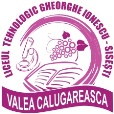 LICEUL TEHNOLOGIC GHEORGHE IONESCU - SISESTI
VALEA CALUGAREASCA